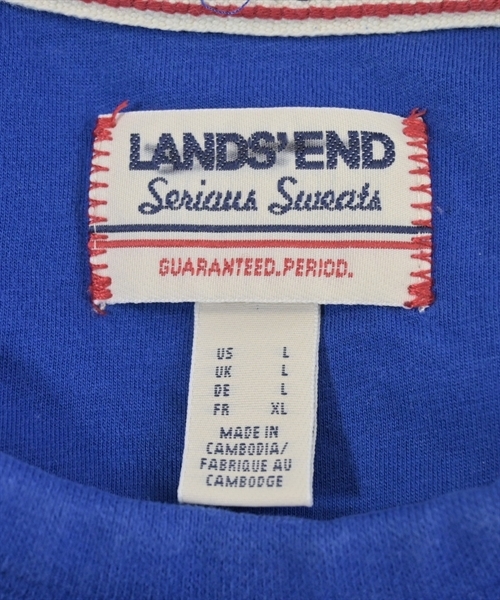 LANDS' END
Serious Sweats
GUARANTEED. PERIOD.
US L
UK L
DE L
FR XL
MADE IN
CAMBODIA/
FABRIQUE AU
CAMBODGE